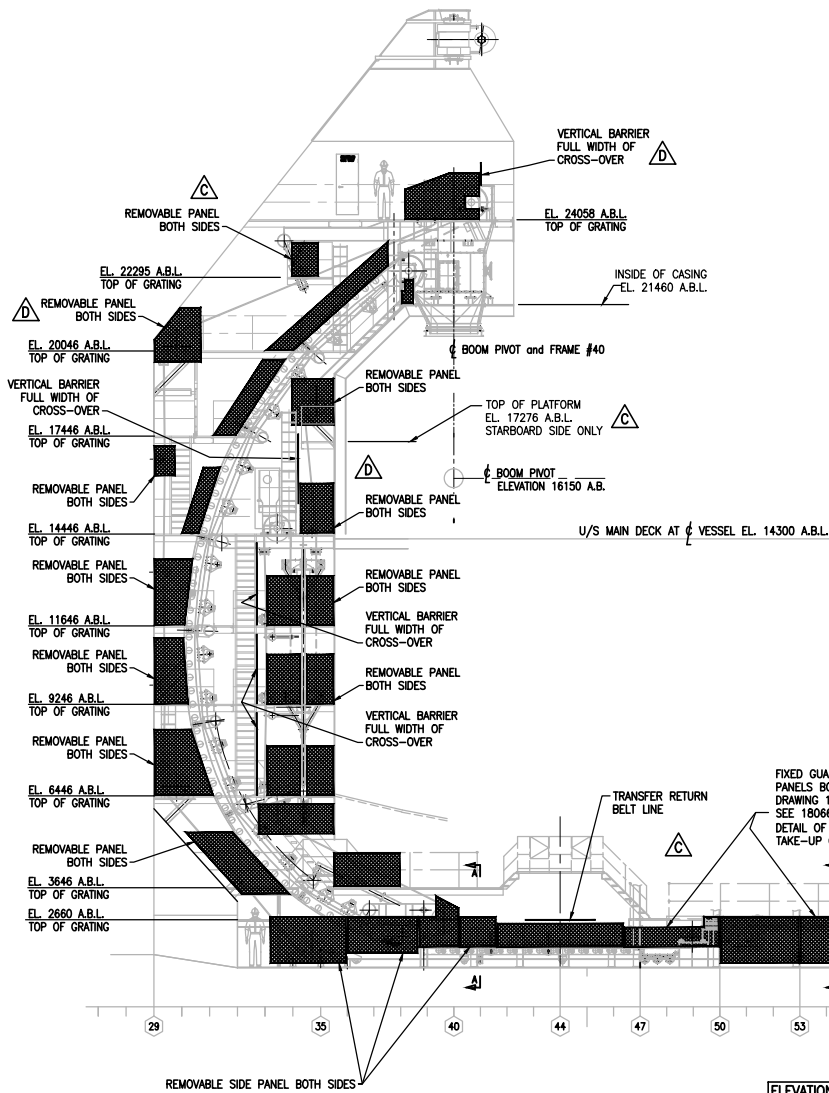 VERTICAL BARRIER
FULL WIDTH OF
CROSS-OVER
D
C
REMOVABLE PANEL
BOTH SIDES
EL. 24058 A.B.L.
TOP OF GRATING
EL. 22295 A.B.L.
TOP OF GRATING
INSIDE OF CASING
EL. 21460 A.B.L.
D
REMOVABLE PANEL
BOTH SIDES
EL. 20046 A.B.L.
TOP OF GRATING
℄ BOOM PIVOT and FRAME #40
VERTICAL BARRIER
FULL WIDTH OF
CROSS-OVER
REMOVABLE PANEL
BOTH SIDES
TOP OF PLATFORM
EL. 17276 A.B.L.
STARBOARD SIDE ONLY
C
EL. 17446 A.B.L.
TOP OF GRATING
D
℄ BOOM PIVOT
ELEVATION 16150 A.B.
REMOVABLE PANEL
BOTH SIDES
REMOVABLE PANEL
BOTH SIDES
EL. 14446 A.B.L.
TOP OF GRATING
U/S MAIN DECK AT ℄ VESSEL EL. 14300 A.B.L.
REMOVABLE PANEL
BOTH SIDES
REMOVABLE PANEL
BOTH SIDES
EL. 11646 A.B.L.
TOP OF GRATING
VERTICAL BARRIER
FULL WIDTH OF
CROSS-OVER
REMOVABLE PANEL
BOTH SIDES
REMOVABLE PANEL
BOTH SIDES
EL. 9246 A.B.L.
TOP OF GRATING
VERTICAL BARRIER
FULL WIDTH OF
CROSS-OVER
REMOVABLE PANEL
BOTH SIDES
EL. 6446 A.B.L.
TOP OF GRATING
TRANSFER RETURN
BELT LINE
FIXED GUA
PANELS BO
DRAWING 1
SEE 18066
DETAIL OF
TAKE-UP
C
REMOVABLE PANEL
BOTH SIDES
A
EL. 3646 A.B.L.
TOP OF GRATING
EL. 2660 A.B.L.
TOP OF GRATING
A
29
35
40
44
47
50
53
REMOVABLE SIDE PANEL BOTH SIDES
ELEVATION